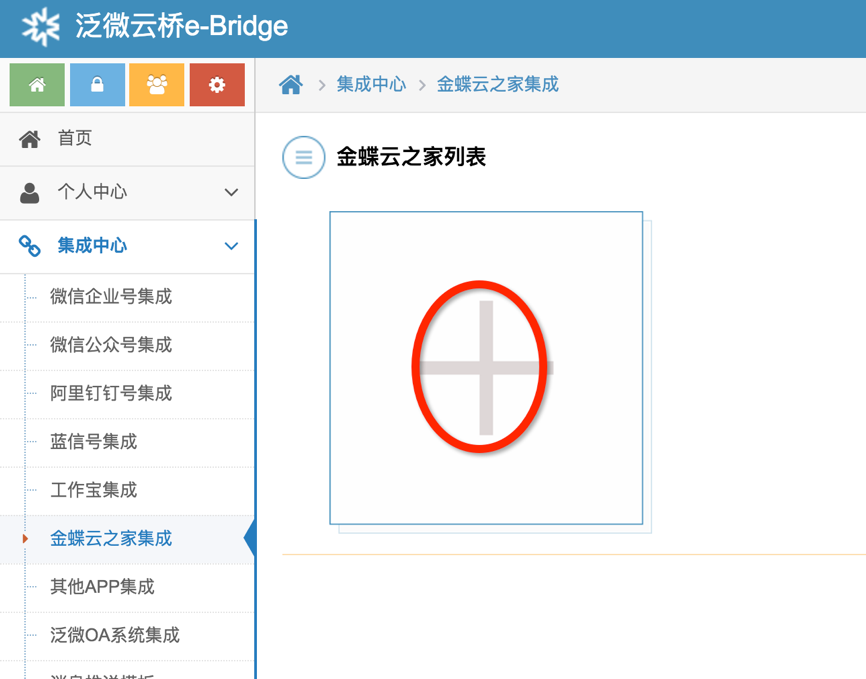 泛微云桥e-Bridge
集成中心
金蝶云之家集成
首页
个人中心
集成中心
微信企业号集成
微信公众号集成
阿里钉钉号集成
蓝信号集成
工作宝集成
金蝶云之家集成
其他APP集成
泛微OA系统集成
金蝶云之家列表